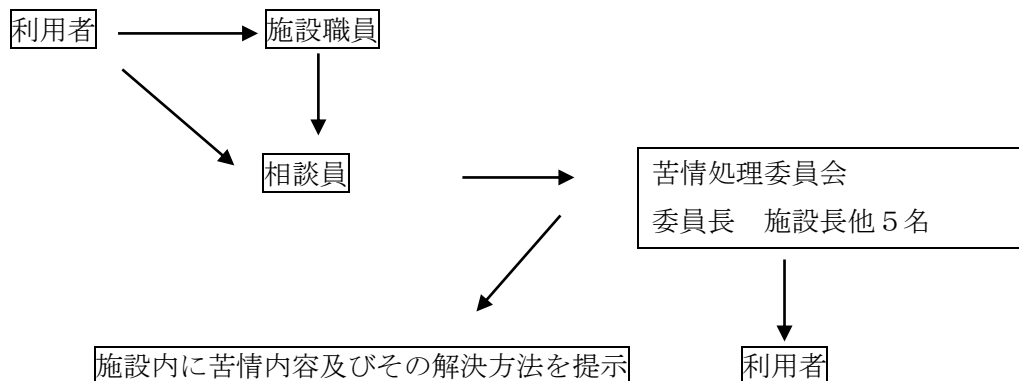 利用者
施設職員
相談員
苦情処理委員会
委員長　施設長他５名
施設内に苦情内容及びその解決方法を提示
利用者